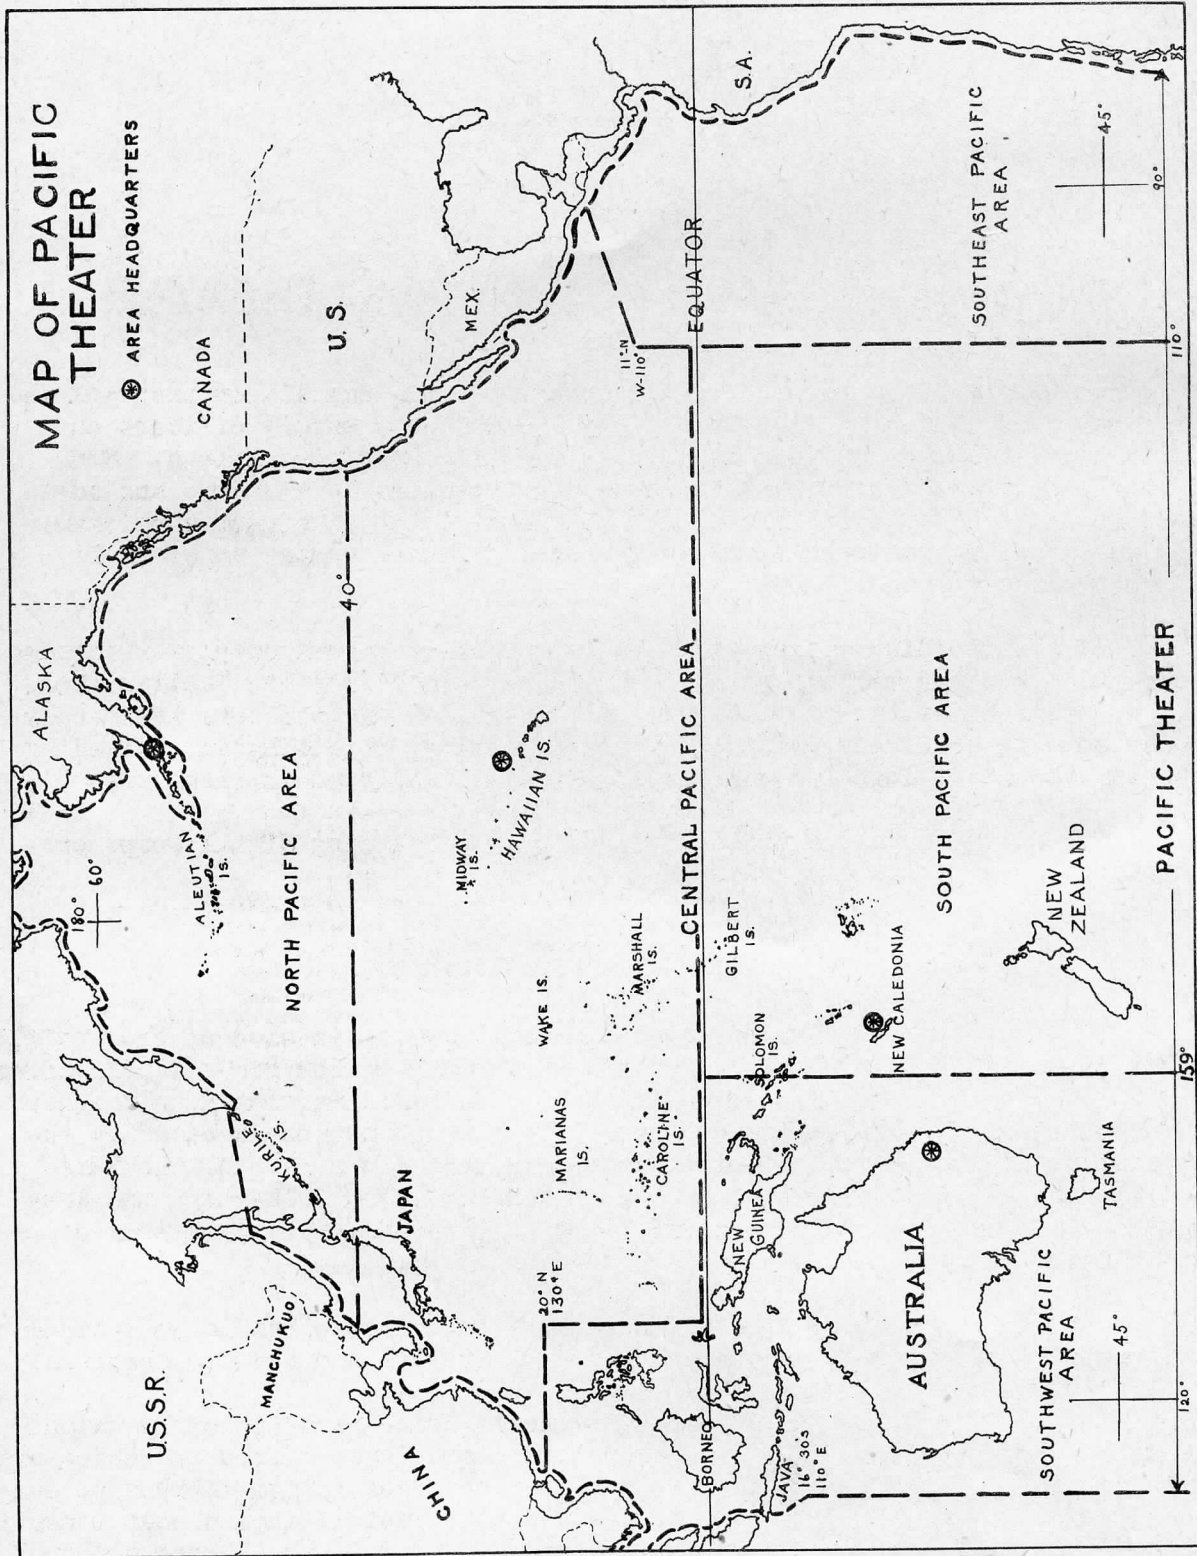 MAP OF PACIFIC
THEATER
AREA HEADQUARTERS
U.S.S.R.
MANCHUKUO
CHINA
JAPAN
KURILE
IS.
180°
60°
ALEUTIAN
IS.
ALASKA
CANADA
U.S.
MEX.
S.A.
NORTH PACIFIC AREA
40°
MIDWAY
IS.
HAWAIIAN IS.
WAKE IS.
MARIANAS
IS.
MARSHALL
IS.
CAROLINE
IS.
20° N
130° E
11° N
W-110°
CENTRAL PACIFIC AREA
EQUATOR
BORNEO
JAVA
16° 30'S
110° E
NEW
GUINEA
SOLOMON
IS.
GILBERT
IS.
NEW CALEDONIA
AUSTRALIA
TASMANIA
NEW
ZEALAND
SOUTH PACIFIC AREA
SOUTHEAST PACIFIC
AREA
SOUTHWEST PACIFIC
AREA
45°
45°
120°
159°
PACIFIC THEATER
110°
90°